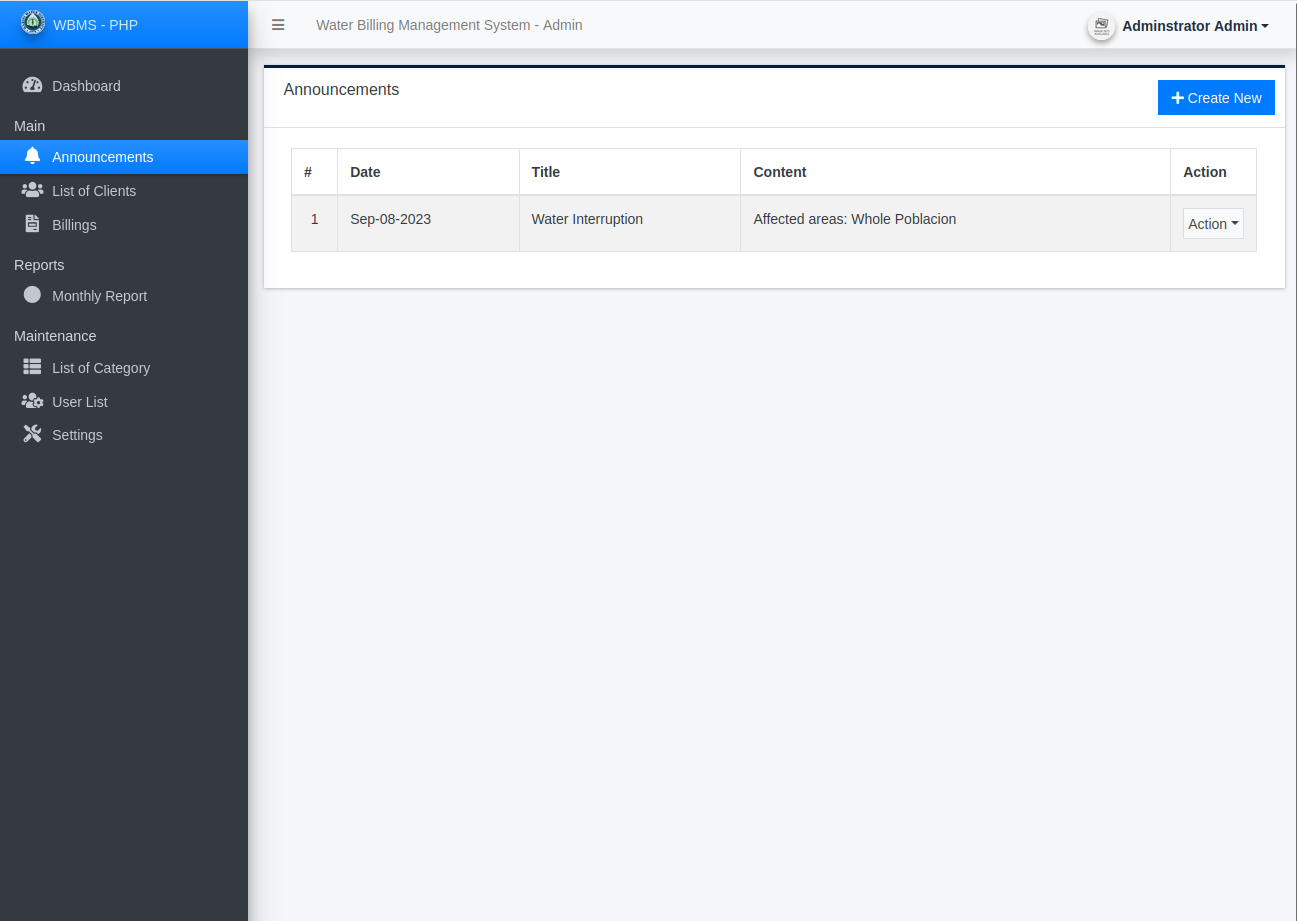 WBMS - PHP
Water Billing Management System - Admin
Adminstrator Admin
Dashboard
Main
Announcements
List of Clients
Billings
Reports
Monthly Report
Maintenance
List of Category
User List
Settings
Announcements
Create New
# Date Title Content Action
1 Sep-08-2023 Water Interruption Affected areas: Whole Poblacion Action